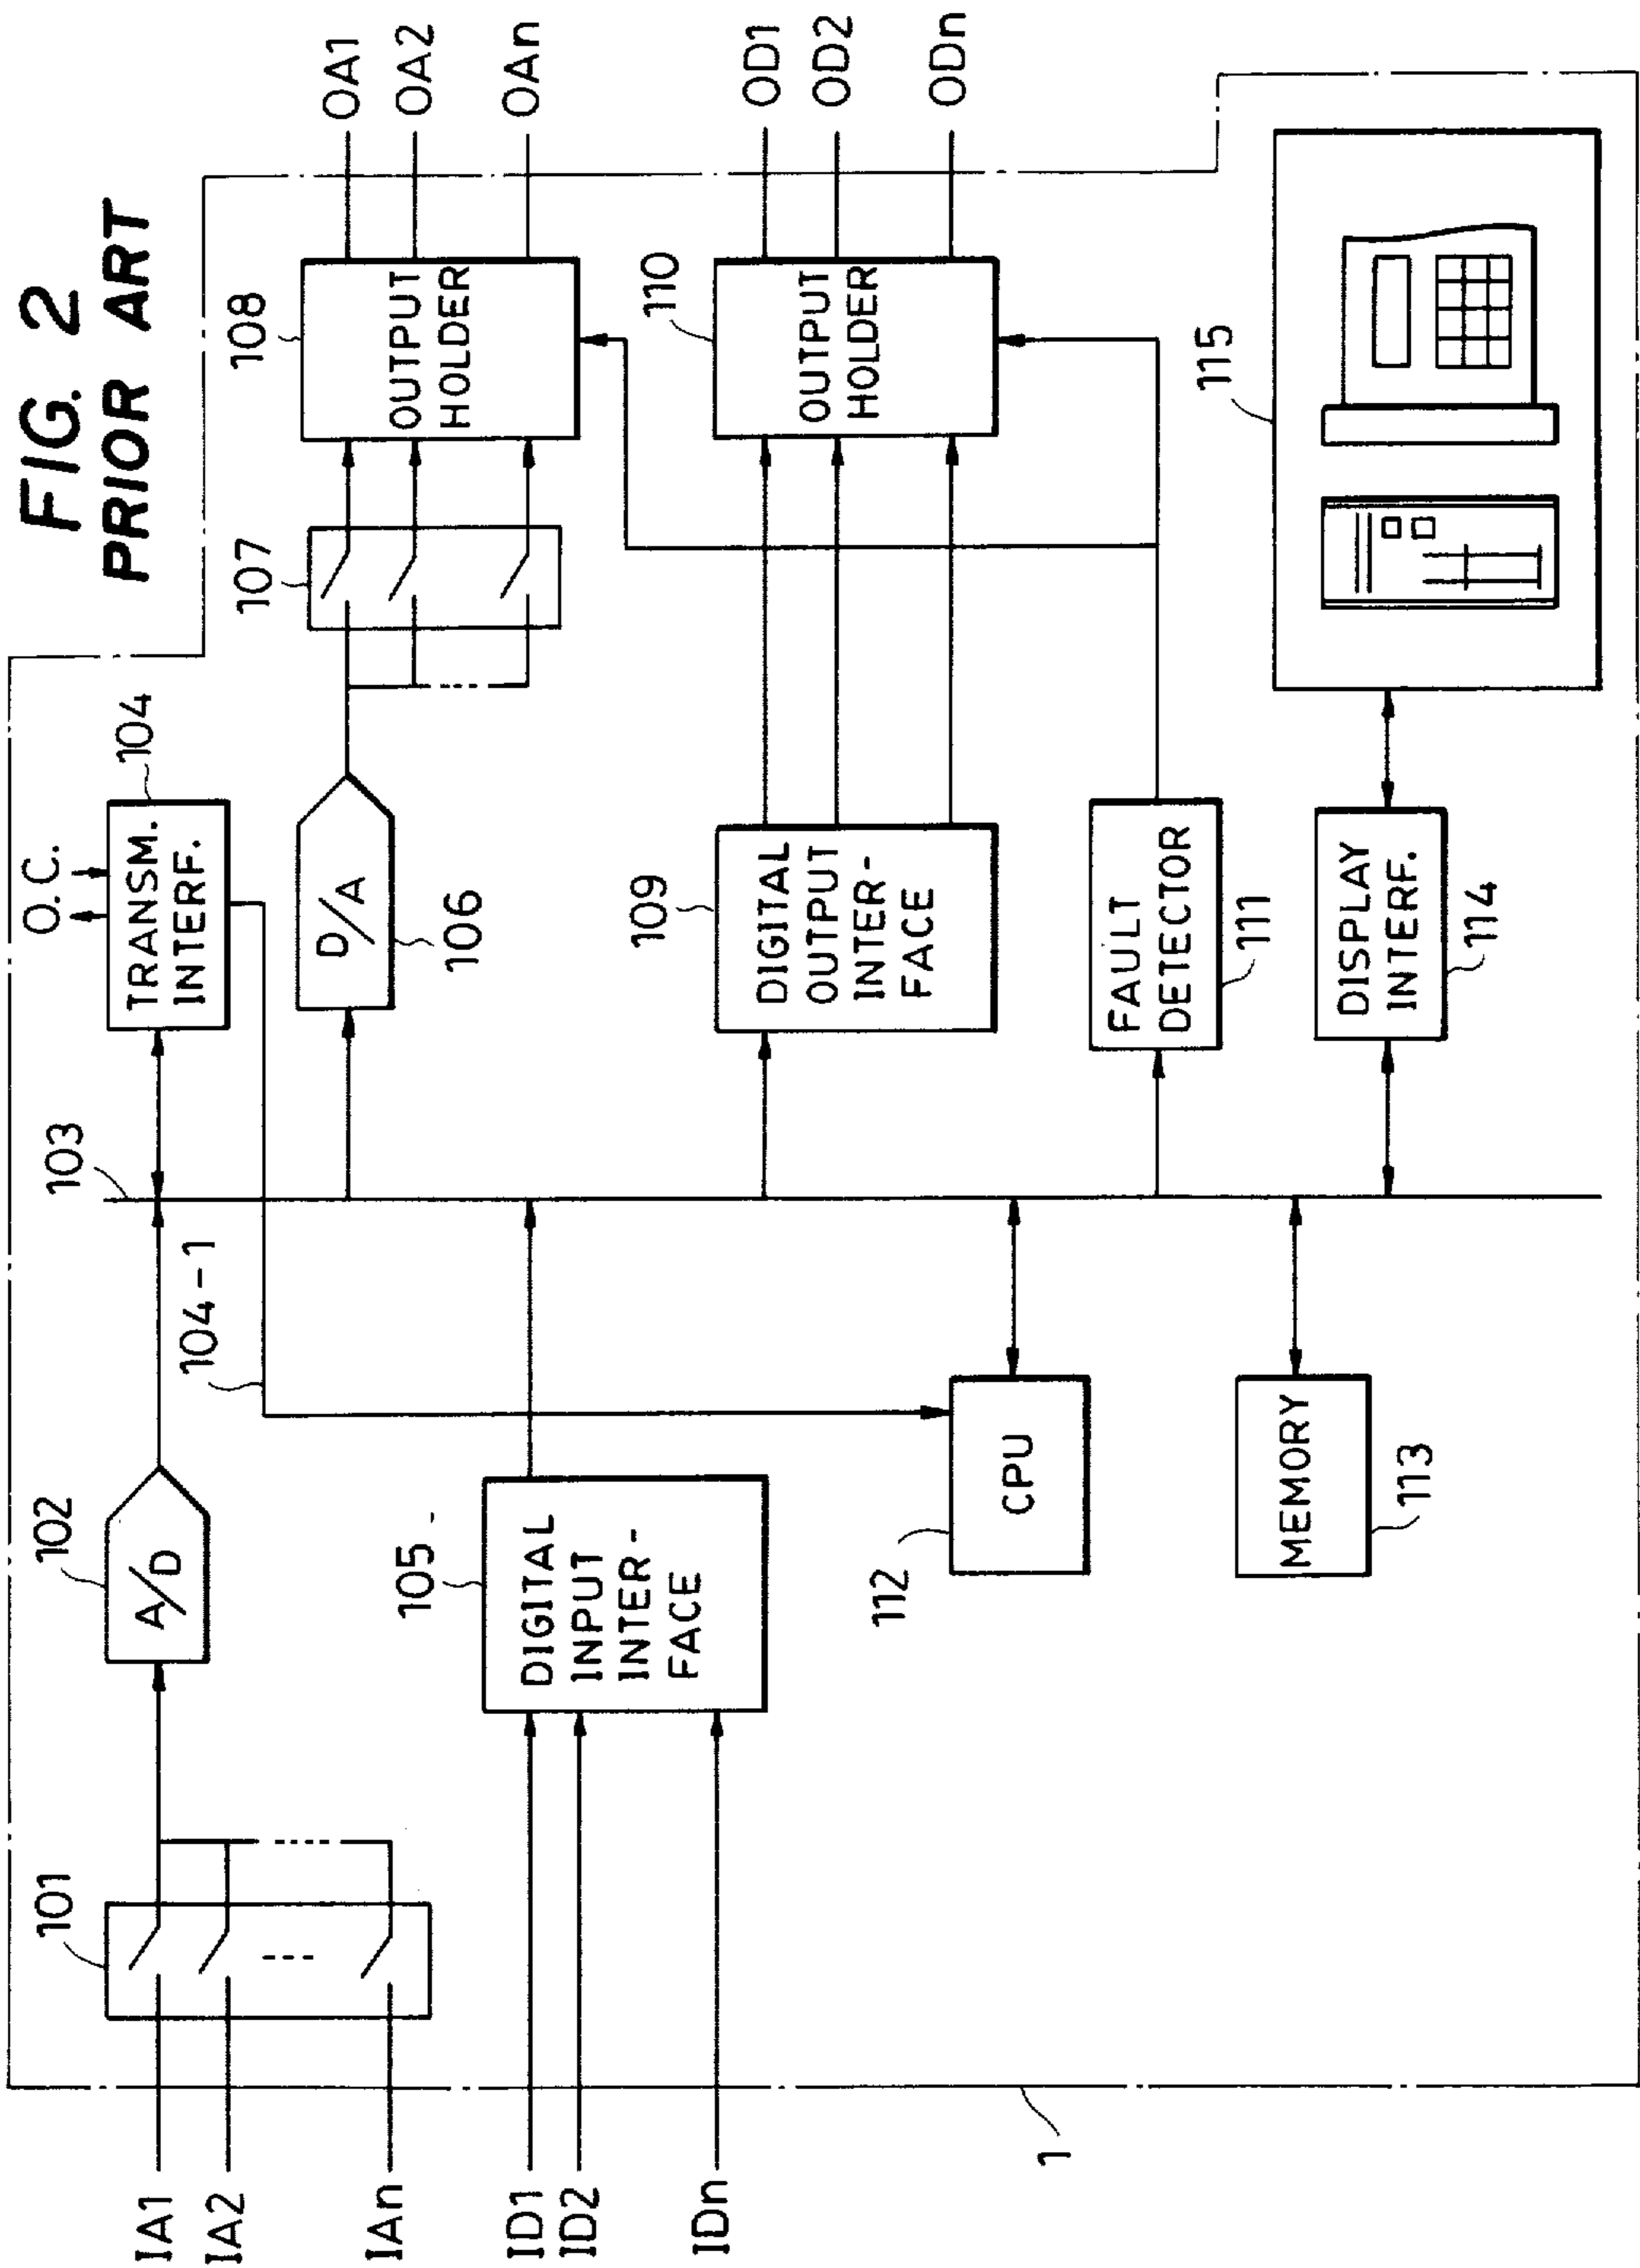 FIG. 2
PRIOR ART
O.C.
104
TRANSM.
INTERF.
103
104-1
102
A/D
101
IA1
IA2
IAn
D/A
106
107
108
OUTPUT
HOLDER
OA1
OA2
OAn
105
DIGITAL
INPUT
INTER-
FACE
ID1
ID2
IDn
109
DIGITAL
OUTPUT
INTER-
FACE
110
OUTPUT
HOLDER
OD1
OD2
ODn
112
CPU
FAULT
DETECTOR
111
MEMORY
113
DISPLAY
INTERF.
114
115
1